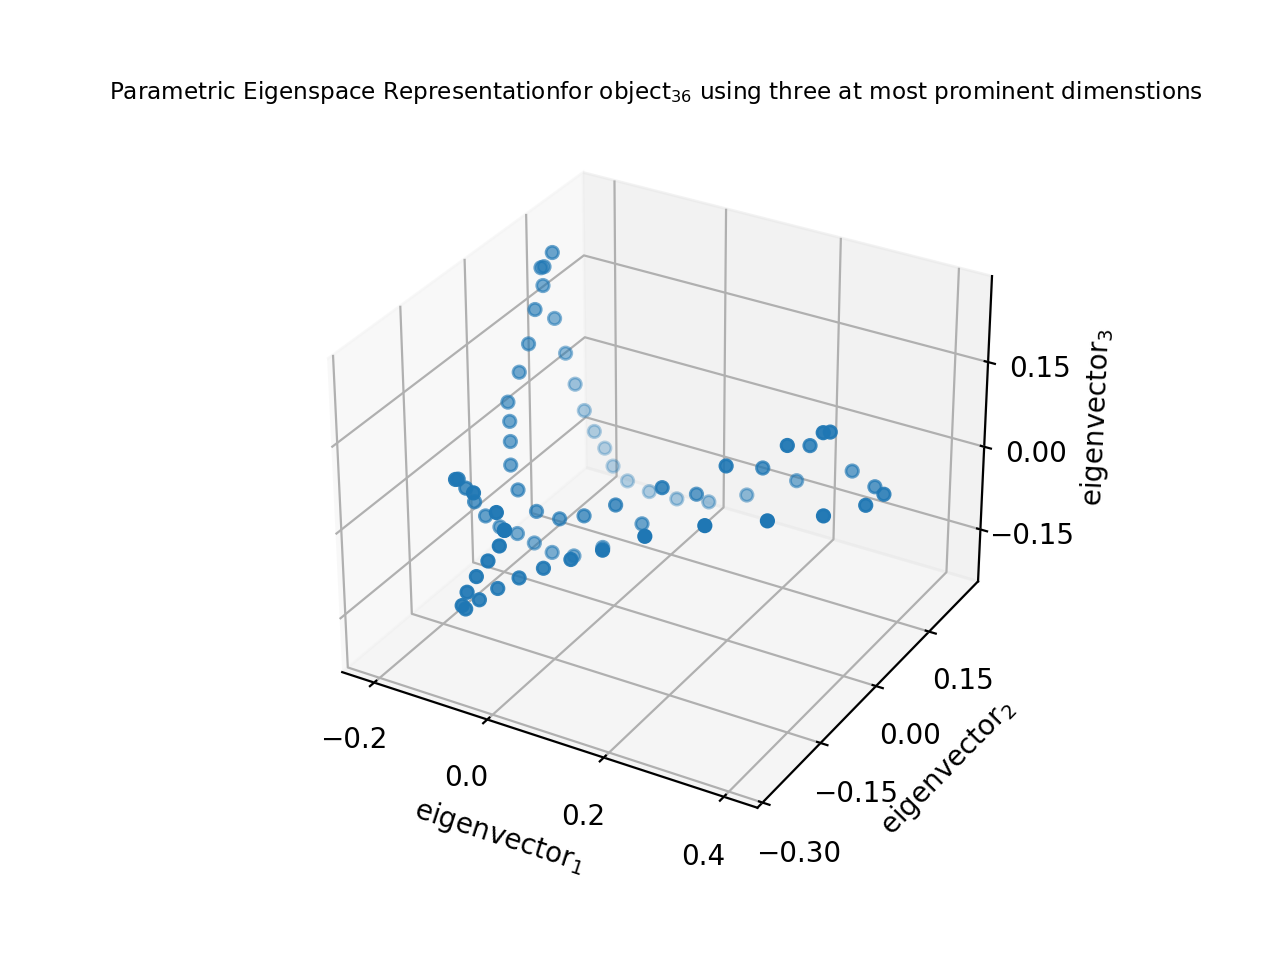 Parametric Eigenspace Representationfor object₃₆ using three at most prominent dimenstions
0.15
0.00
−0.15
eigenvector₃
0.15
0.00
−0.15
−0.30
eigenvector₂
−0.2
0.0
0.2
0.4
eigenvector₁